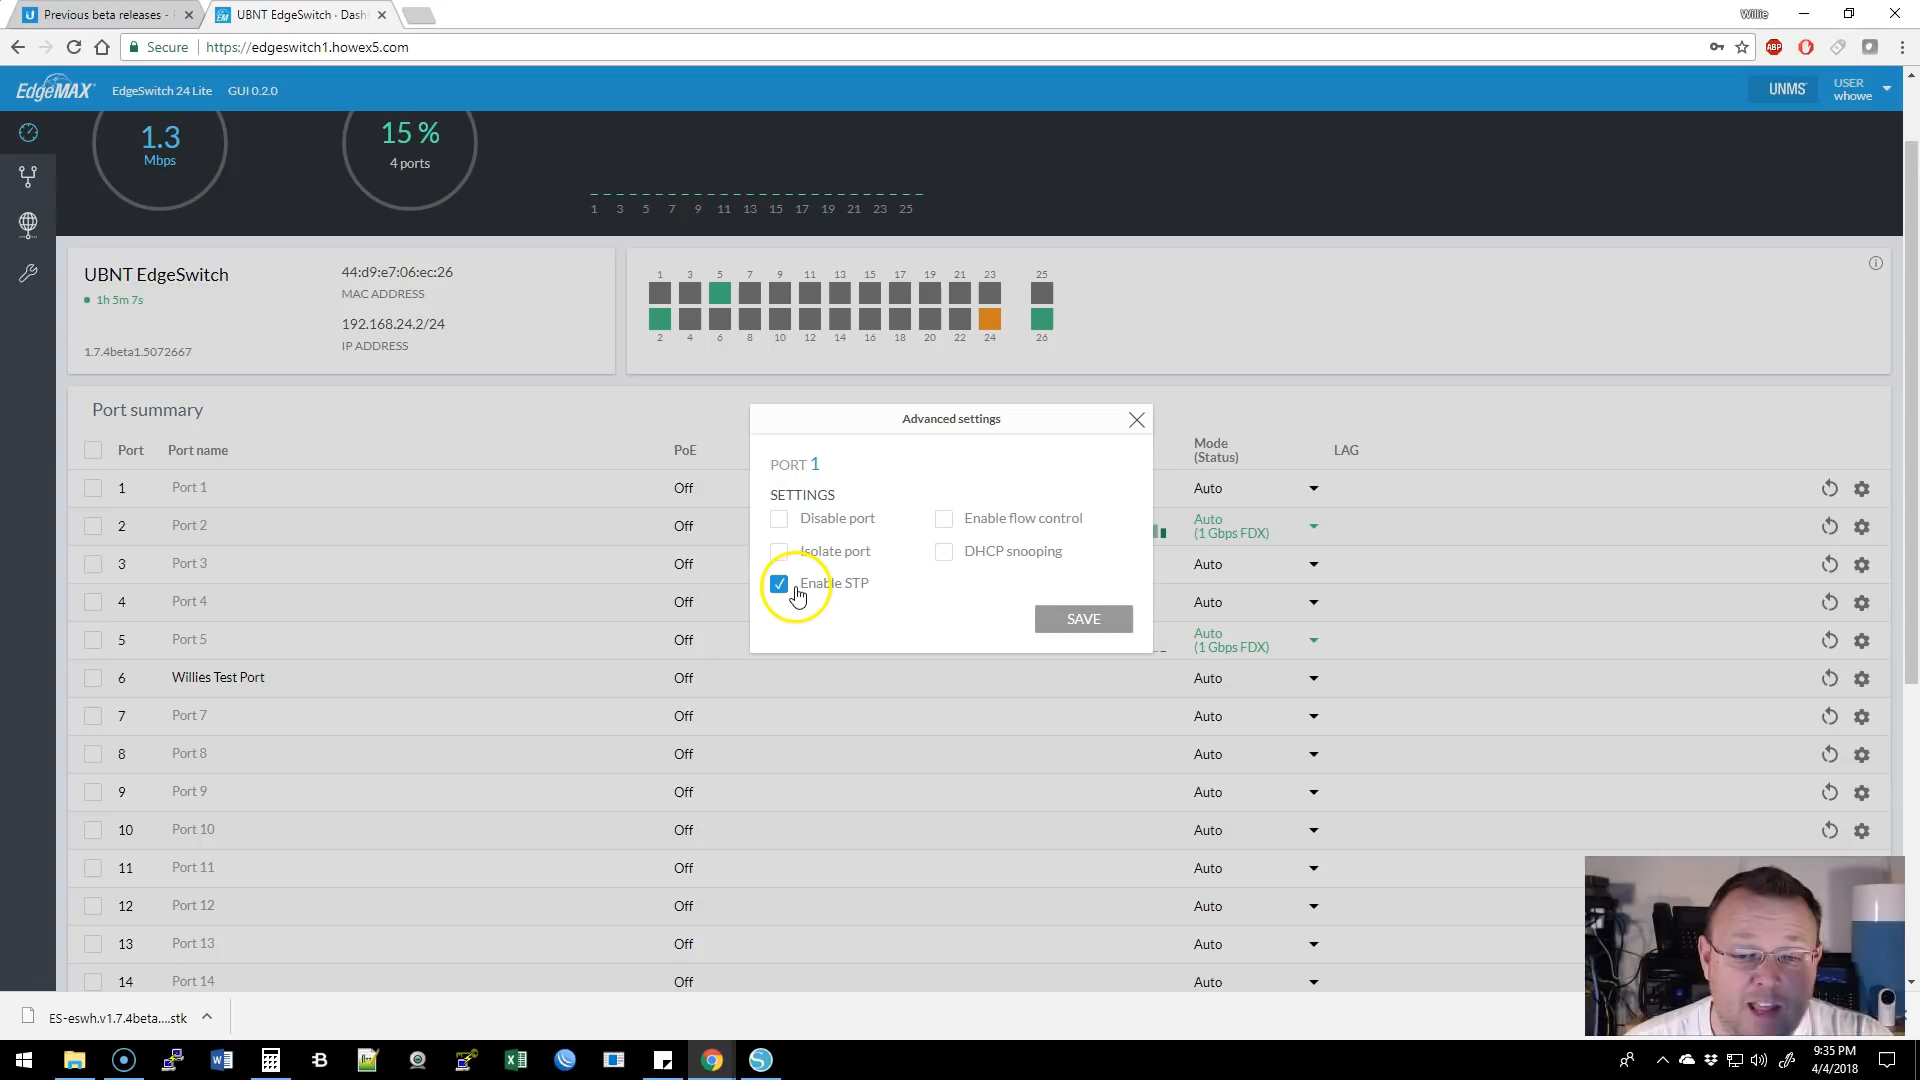 Previous beta releases -
UBNT EdgeSwitch - Dash
Willie
Secure
https://edgeswitch1.howex5.com
ABP
EdgeMAX
EdgeSwitch 24 Lite
GUI 0.2.0
UNMS
USER
whowe
1.3
Mbps
15 %
4 ports
1 3 5 7 9 11 13 15 17 19 21 23 25
UBNT EdgeSwitch
1h 5m 7s
1.7.4beta1.5072667
44:d9:e7:06:ec:26
MAC ADDRESS
192.168.24.2/24
IP ADDRESS
1 3 5 7 9 11 13 15 17 19 21 23 25
2 4 6 8 10 12 14 16 18 20 22 24 26
Port summary
Port Port name PoE Mode (Status) LAG
1 Port 1 Off Auto
2 Port 2 Off Auto (1 Gbps FDX)
3 Port 3 Off Auto
4 Port 4 Off Auto
5 Port 5 Off Auto (1 Gbps FDX)
6 Willies Test Port Off Auto
7 Port 7 Off Auto
8 Port 8 Off Auto
9 Port 9 Off Auto
10 Port 10 Off Auto
11 Port 11 Off Auto
12 Port 12 Off Auto
13 Port 13 Off Auto
14 Port 14 Off Auto
Advanced settings
PORT 1
SETTINGS
Disable port
Enable flow control
Isolate port
DHCP snooping
Enable STP
SAVE
ES-eswh.v1.7.4beta....stk
9:35 PM
4/4/2018